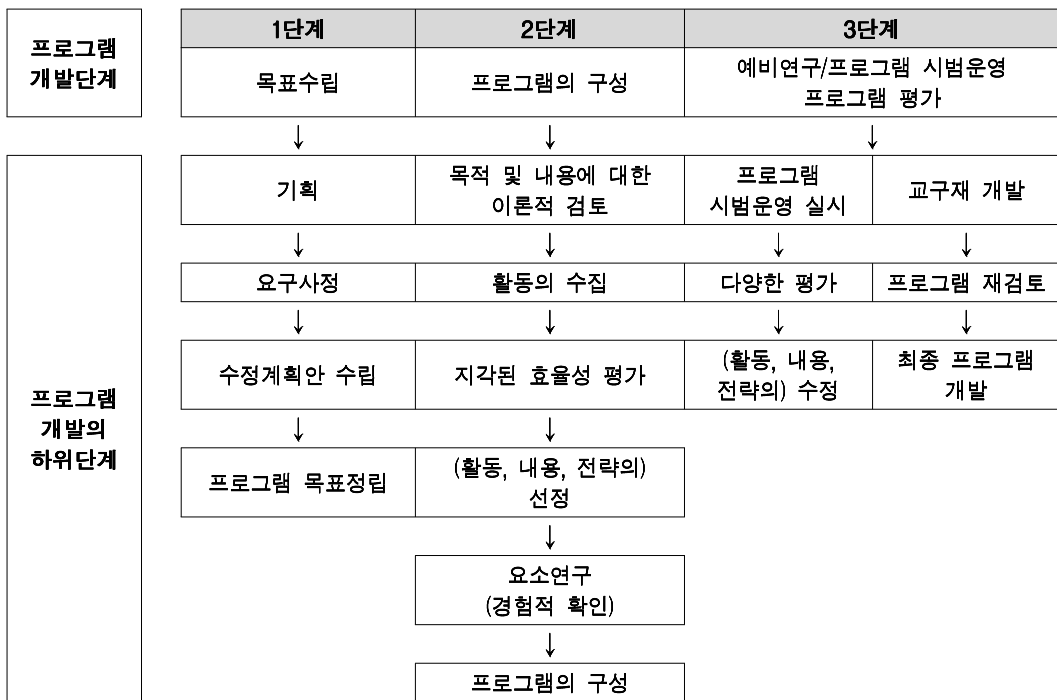 프로그램
개발단계
1단계
2단계
3단계
목표수립
프로그램의 구성
예비연구/프로그램 시범운영
프로그램 평가
↓
↓
↓
프로그램
개발의
하위단계
기획
목적 및 내용에 대한
이론적 검토
프로그램
시범운영 실시
교구재 개발
↓
↓
↓
↓
요구사정
활동의 수집
다양한 평가
프로그램 재검토
↓
↓
↓
↓
수정계획안 수립
지각된 효율성 평가
(활동, 내용,
전략의) 수정
최종 프로그램
개발
↓
↓
프로그램 목표정립
(활동, 내용, 전략의)
선정
↓
요소연구
(경험적 확인)
↓
프로그램의 구성